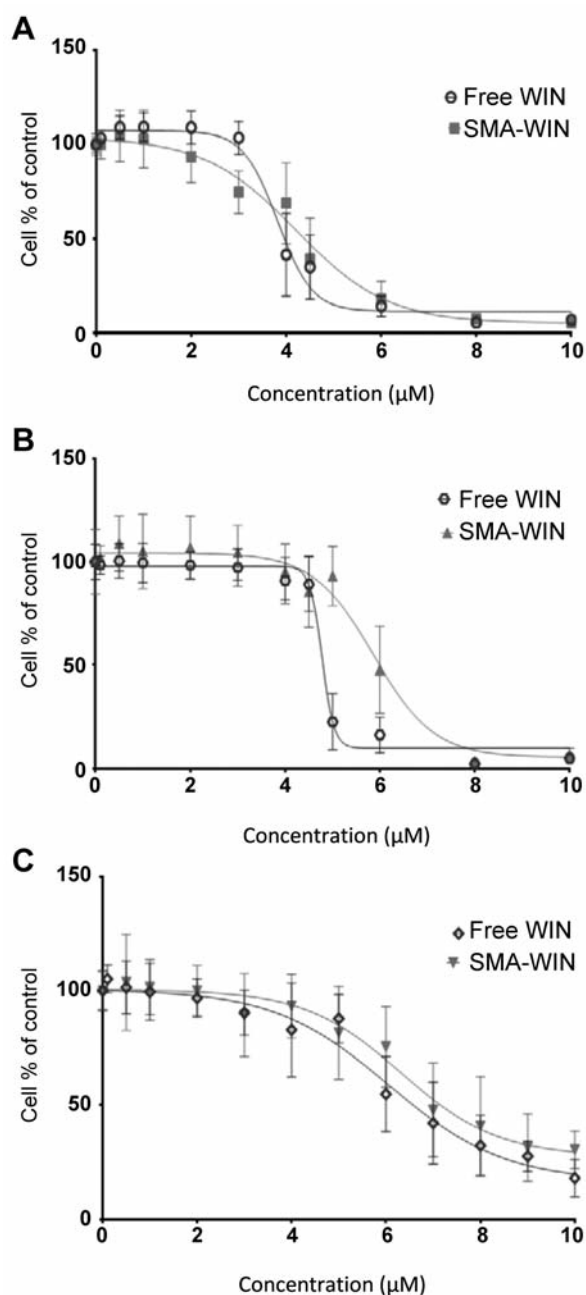 A
150
100
50
0
Cell % of control
Free WIN
SMA-WIN
0 2 4 6 8 10
Concentration (µM)
B
150
100
50
0
Cell % of control
Free WIN
SMA-WIN
0 2 4 6 8 10
Concentration (µM)
C
150
100
50
0
Cell % of control
Free WIN
SMA-WIN
0 2 4 6 8 10
Concentration (µM)